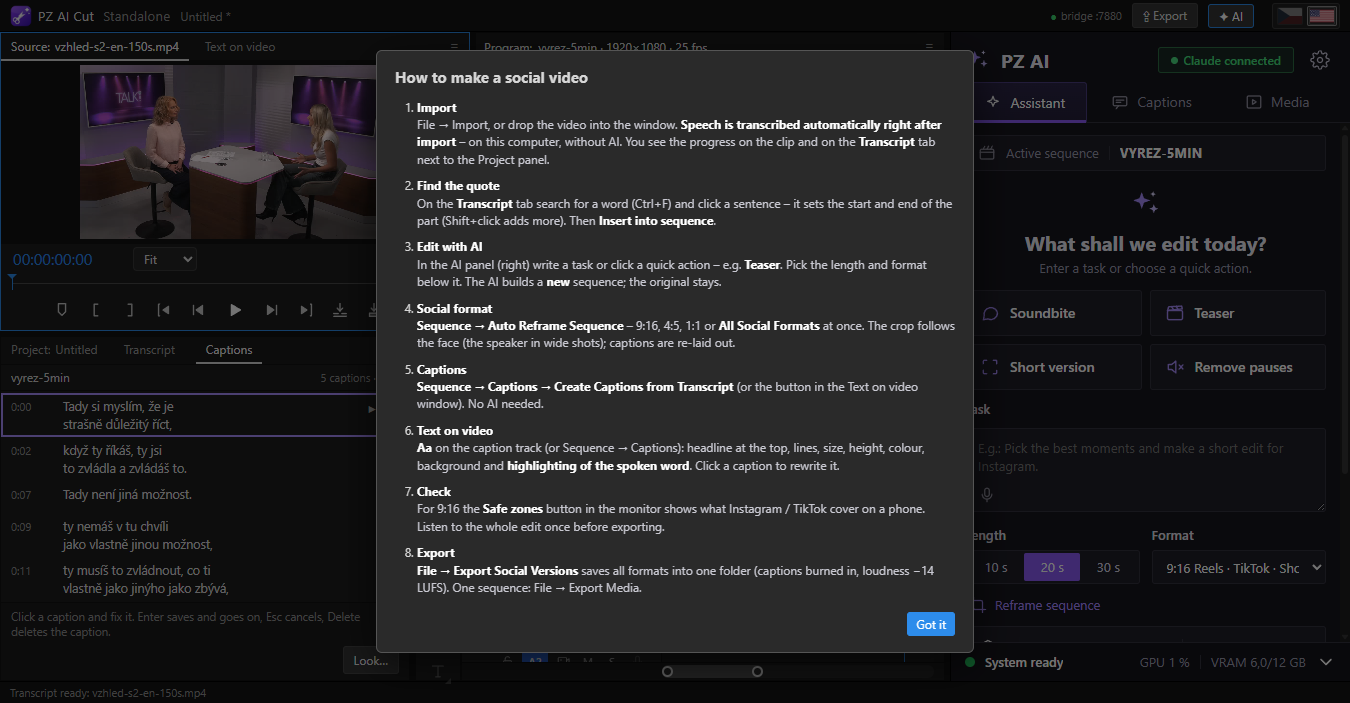 PZ AI Cut Standalone Untitled *
bridge :7880
Export
AI
Source: vzhled-s2-en-150s.mp4
Text on video
Program: vyrez-5min · 1920×1080 · 25 fps
TALK!
00:00:00:00
Fit
Project: Untitled
Transcript
Captions
vyrez-5min
5 captions
0:00
Tady si myslím, že je
strašně důležitý říct,
0:02
když ty říkáš, ty jsi
to zvládla a zvládáš to.
0:07
Tady není jiná možnost.
0:09
ty nemáš v tu chvíli
jako vlastně jinou možnost,
0:11
ty musíš to zvládnout, co ti
vlastně jako jinýho jako zbývá,
Click a caption and fix it. Enter saves and goes on, Esc cancels, Delete
deletes the caption.
Look...
Transcript ready: vzhled-s2-en-150s.mp4
How to make a social video
1. Import
File → Import, or drop the video into the window. Speech is transcribed automatically right after
import – on this computer, without AI. You see the progress on the clip and on the Transcript tab
next to the Project panel.
2. Find the quote
On the Transcript tab search for a word (Ctrl+F) and click a sentence – it sets the start and end of the
part (Shift+click adds more). Then Insert into sequence.
3. Edit with AI
In the AI panel (right) write a task or click a quick action – e.g. Teaser. Pick the length and format
below it. The AI builds a new sequence; the original stays.
4. Social format
Sequence → Auto Reframe Sequence – 9:16, 4:5, 1:1 or All Social Formats at once. The crop follows
the face (the speaker in wide shots); captions are re-laid out.
5. Captions
Sequence → Captions → Create Captions from Transcript (or the button in the Text on video
window). No AI needed.
6. Text on video
Aa on the caption track (or Sequence → Captions): headline at the top, lines, size, height, colour,
background and highlighting of the spoken word. Click a caption to rewrite it.
7. Check
For 9:16 the Safe zones button in the monitor shows what Instagram / TikTok cover on a phone.
Listen to the whole edit once before exporting.
8. Export
File → Export Social Versions saves all formats into one folder (captions burned in, loudness −14
LUFS). One sequence: File → Export Media.
Got it
PZ AI
Claude connected
Assistant
Captions
Media
Active sequence
VYREZ-5MIN
What shall we edit today?
Enter a task or choose a quick action.
Soundbite
Teaser
Short version
Remove pauses
ask
E.g.: Pick the best moments and make a short edit for
Instagram.
ength
Format
10 s
20 s
30 s
9:16 Reels · TikTok · Sho
Reframe sequence
System ready
GPU 1 %
VRAM 6,0/12 GB